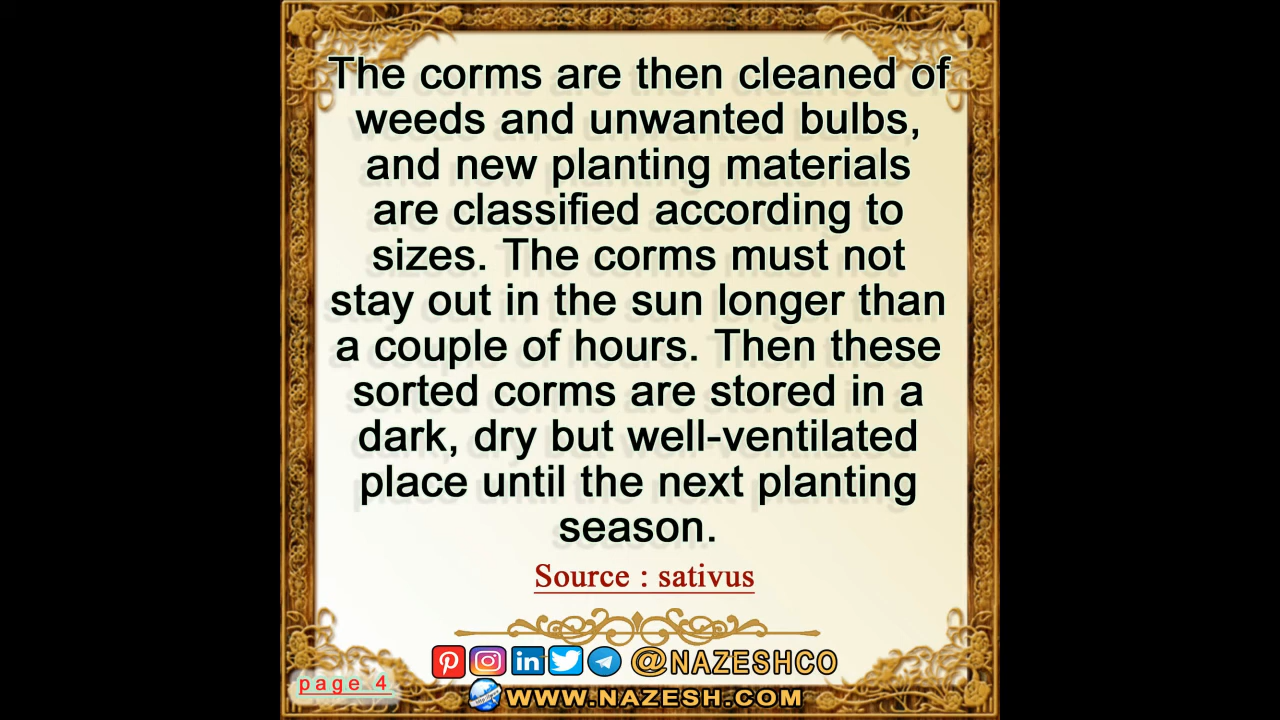 The corms are then cleaned of
weeds and unwanted bulbs,
and new planting materials
are classified according to
sizes. The corms must not
stay out in the sun longer than
a couple of hours. Then these
sorted corms are stored in a
dark, dry but well-ventilated
place until the next planting
season.
Source : sativus
@NAZESHCO
page 4
WWW.NAZESH.COM